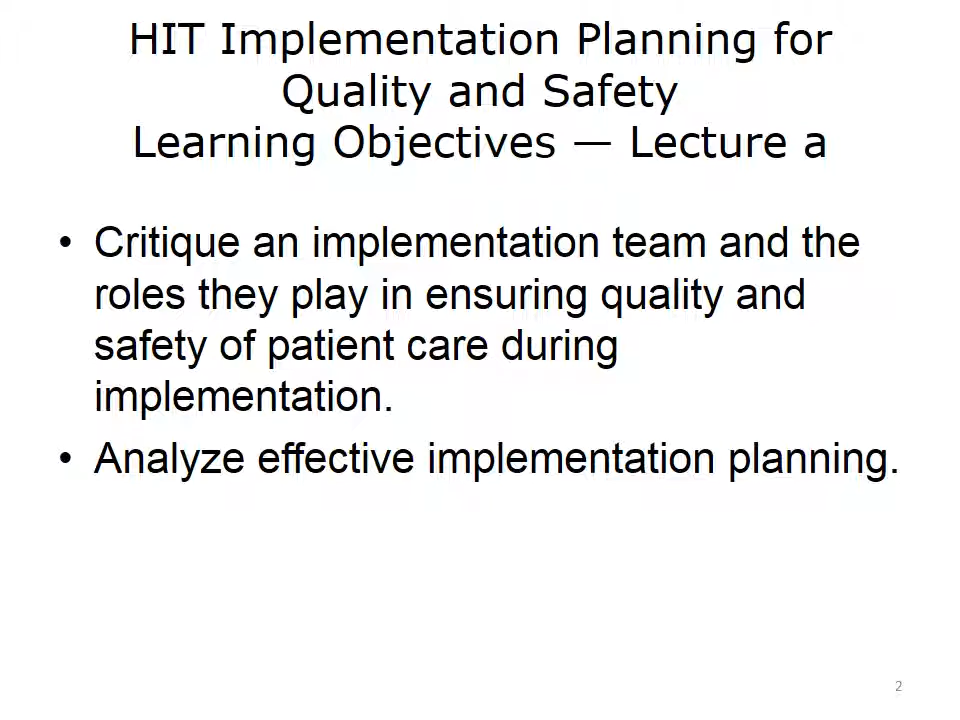 HIT Implementation Planning for
Quality and Safety
Learning Objectives — Lecture a
• Critique an implementation team and the
roles they play in ensuring quality and
safety of patient care during
implementation.
• Analyze effective implementation planning.
2